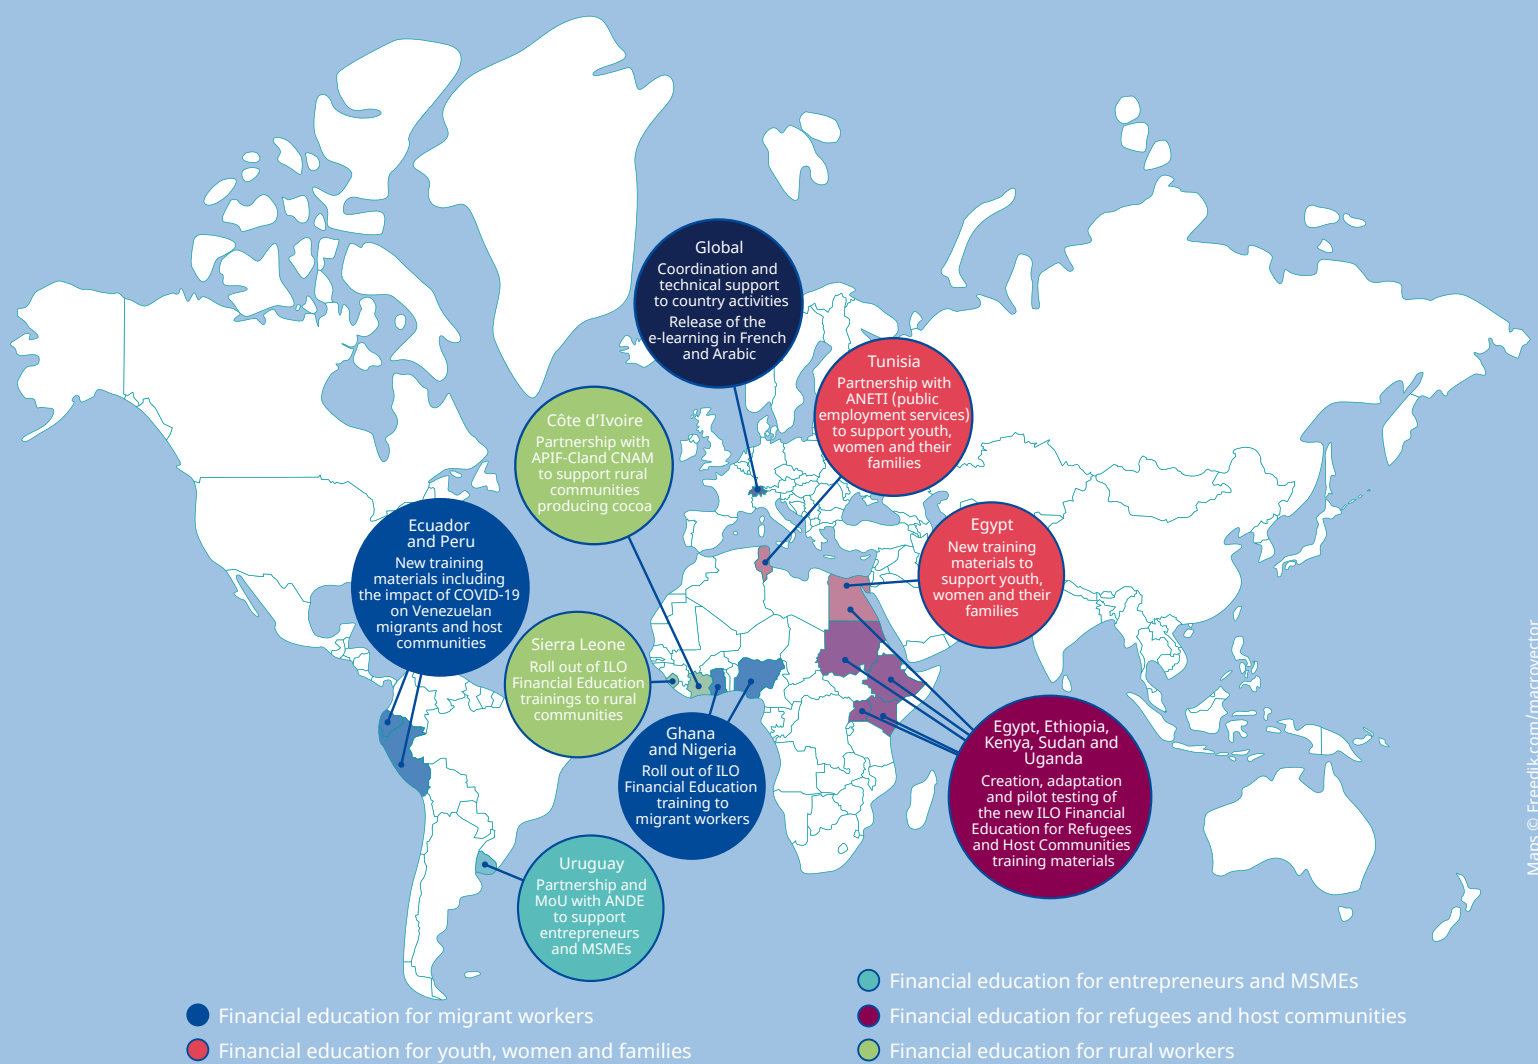 Global
Coordination and
technical support
to country activities
Release of the
e-learning in French
and Arabic
Tunisia
Partnership with
ANETI (public
employment services)
to support youth,
women and their
families
Côte d’Ivoire
Partnership with
APIF-CIand CNAM
to support rural
communities
producing cocoa
Ecuador
and Peru
New training
materials including
the impact of COVID-19
on Venezuelan
migrants and host
communities
Egypt
New training
materials to
support youth,
women and their
families
Sierra Leone
Roll out of ILO
Financial Education
trainings to rural
communities
Ghana
and Nigeria
Roll out of ILO
Financial Education
training to
migrant workers
Egypt, Ethiopia,
Kenya, Sudan and
Uganda
Creation, adaptation
and pilot testing of
the new ILO Financial
Education for Refugees
and Host Communities
training materials
Uruguay
Partnership and
MoU with ANDE
to support
entrepreneurs
and MSMEs
Maps © Freedik.com/macrovector
Financial education for migrant workers
Financial education for youth, women and families
Financial education for entrepreneurs and MSMEs
Financial education for refugees and host communities
Financial education for rural workers